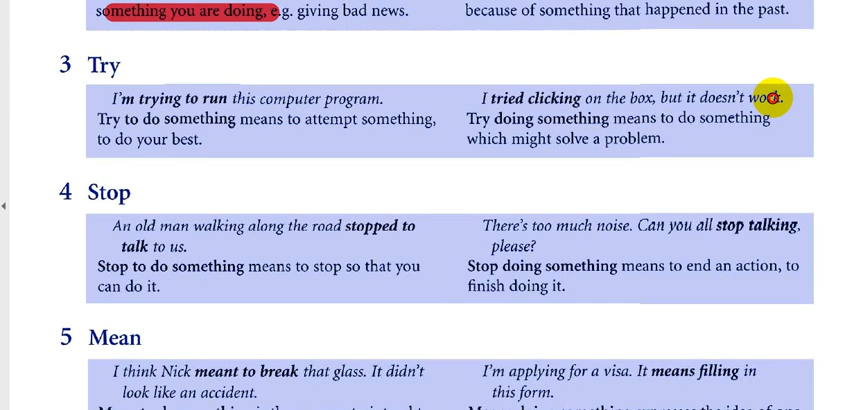 something you are doing, e.g. giving bad news.
because of something that happened in the past.
3 Try
I'm trying to run this computer program.
Try to do something means to attempt something,
to do your best.
I tried clicking on the box, but it doesn't work.
Try doing something means to do something
which might solve a problem.
4 Stop
An old man walking along the road stopped to
talk to us.
Stop to do something means to stop so that you
can do it.
There's too much noise. Can you all stop talking,
please?
Stop doing something means to end an action, to
finish doing it.
5 Mean
I think Nick meant to break that glass. It didn't
look like an accident.
I'm applying for a visa. It means filling in
this form.